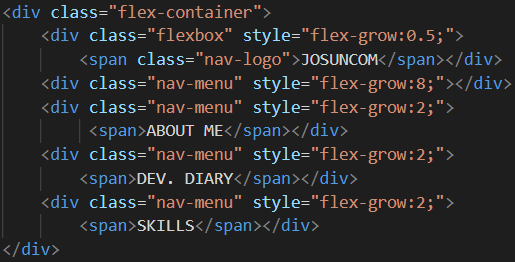 <div class="flex-container">
<div class="flexbox" style="flex-grow:0.5;">
<span class="nav-logo">JOSUNCOM</span></div>
<div class="nav-menu" style="flex-grow:8;"></div>
<div class="nav-menu" style="flex-grow:2;">
<span>ABOUT ME</span></div>
<div class="nav-menu" style="flex-grow:2;">
<span>DEV. DIARY</span></div>
<div class="nav-menu" style="flex-grow:2;">
<span>SKILLS</span></div>
</div>